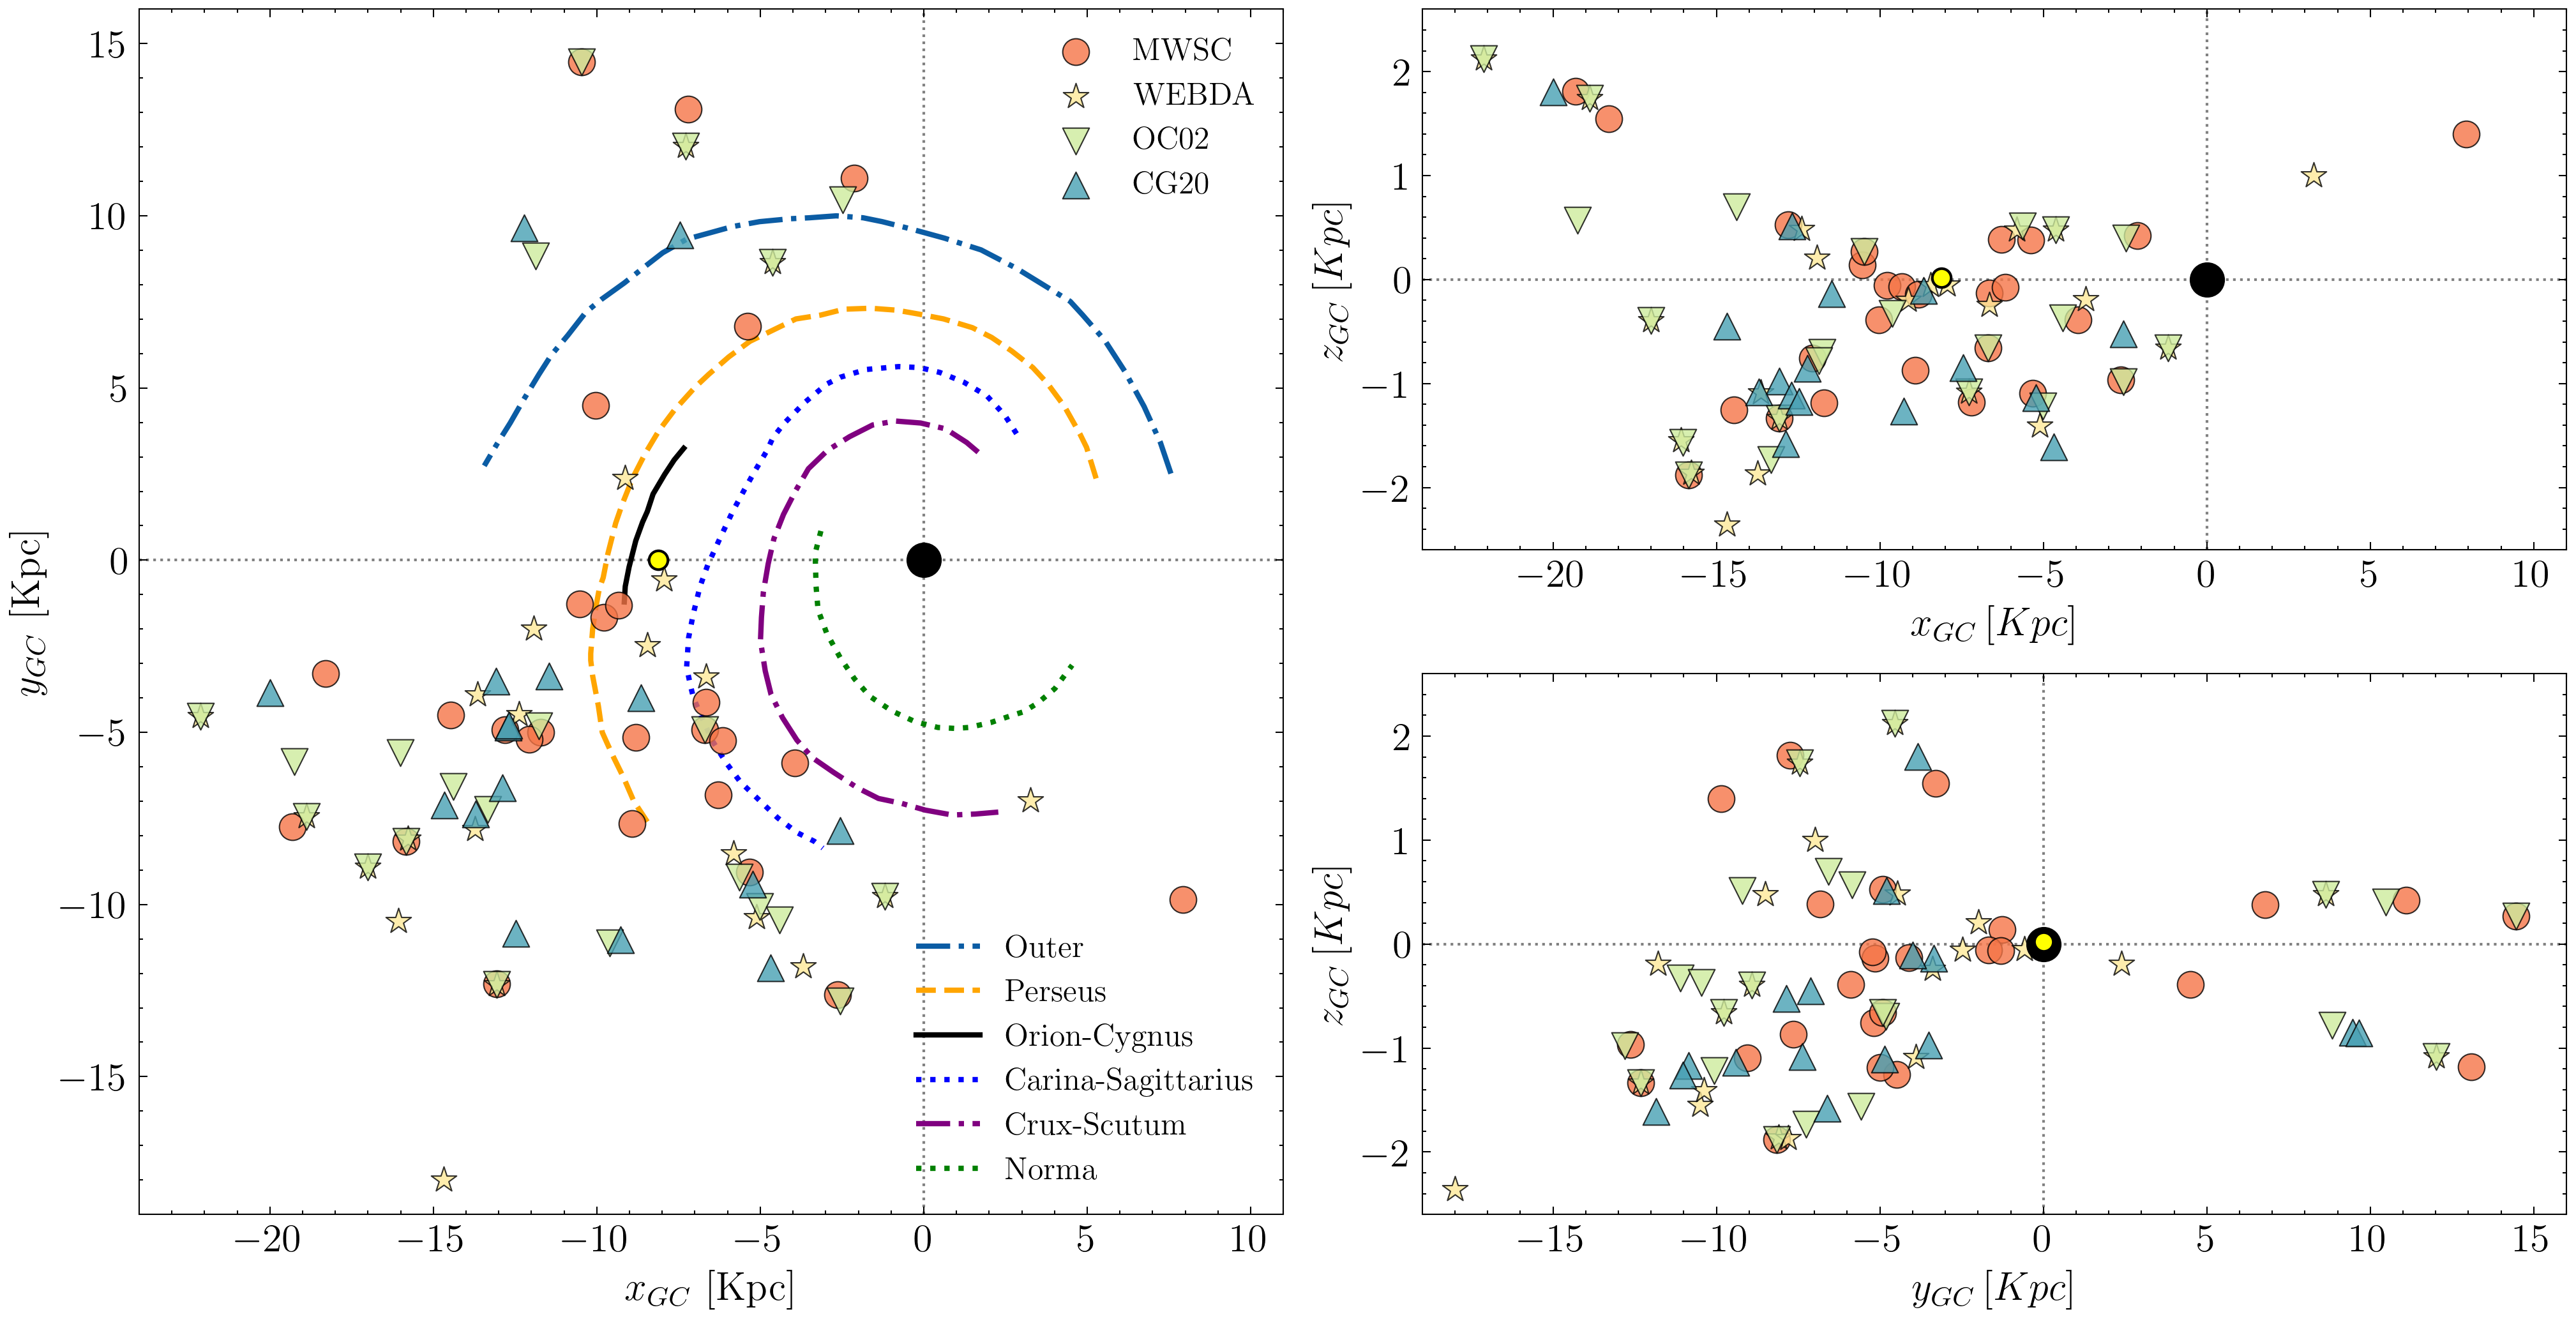 15
10
5
0
−5
−10
−15
y_GC [Kpc]
MWSC
WEBDA
OC02
CG20
Outer
Perseus
Orion-Cygnus
Carina-Sagittarius
Crux-Scutum
Norma
−20 −15 −10 −5 0 5 10
x_GC [Kpc]
2
1
0
−1
−2
z_GC [Kpc]
−20 −15 −10 −5 0 5 10
x_GC [Kpc]
2
1
0
−1
−2
z_GC [Kpc]
−15 −10 −5 0 5 10 15
y_GC [Kpc]